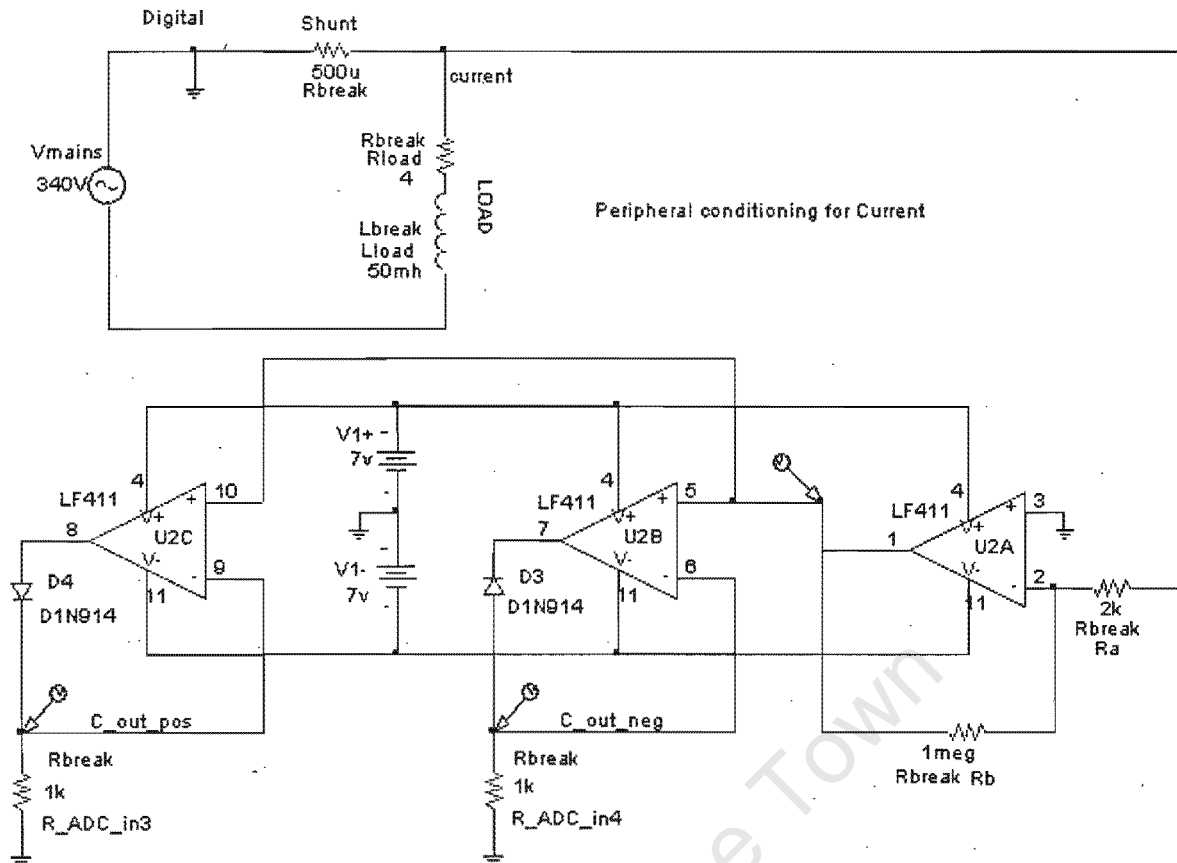 Digital
Shunt
500u
Rbreak
current
Vmains
340V
Rbreak
Rload
4
LOAD
Lbreak
Lload
50mh
Peripheral conditioning for Current
V1+
7v
V1-
7v
LF411
4
10
+
8
U2C
V+
V-
9
-
11
D4
D1N914
LF411
4
5
+
7
U2B
V+
V-
6
-
11
D3
D1N914
LF411
4
3
+
1
U2A
V+
V-
2
-
11
2k
Rbreak
Ra
1meg
Rbreak Rb
C_out_pos
C_out_neg
Rbreak
1k
R_ADC_in3
Rbreak
1k
R_ADC_in4
e Town